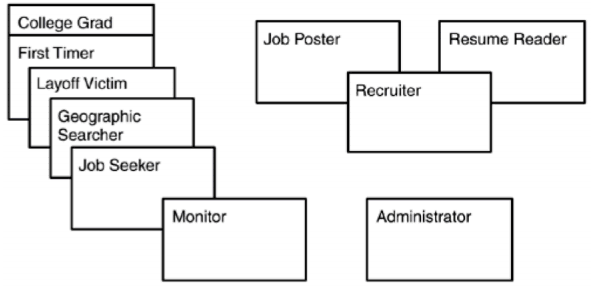 College Grad
First Timer
Layoff Victim
Geographic
Searcher
Job Seeker
Monitor
Job Poster
Resume Reader
Recruiter
Administrator